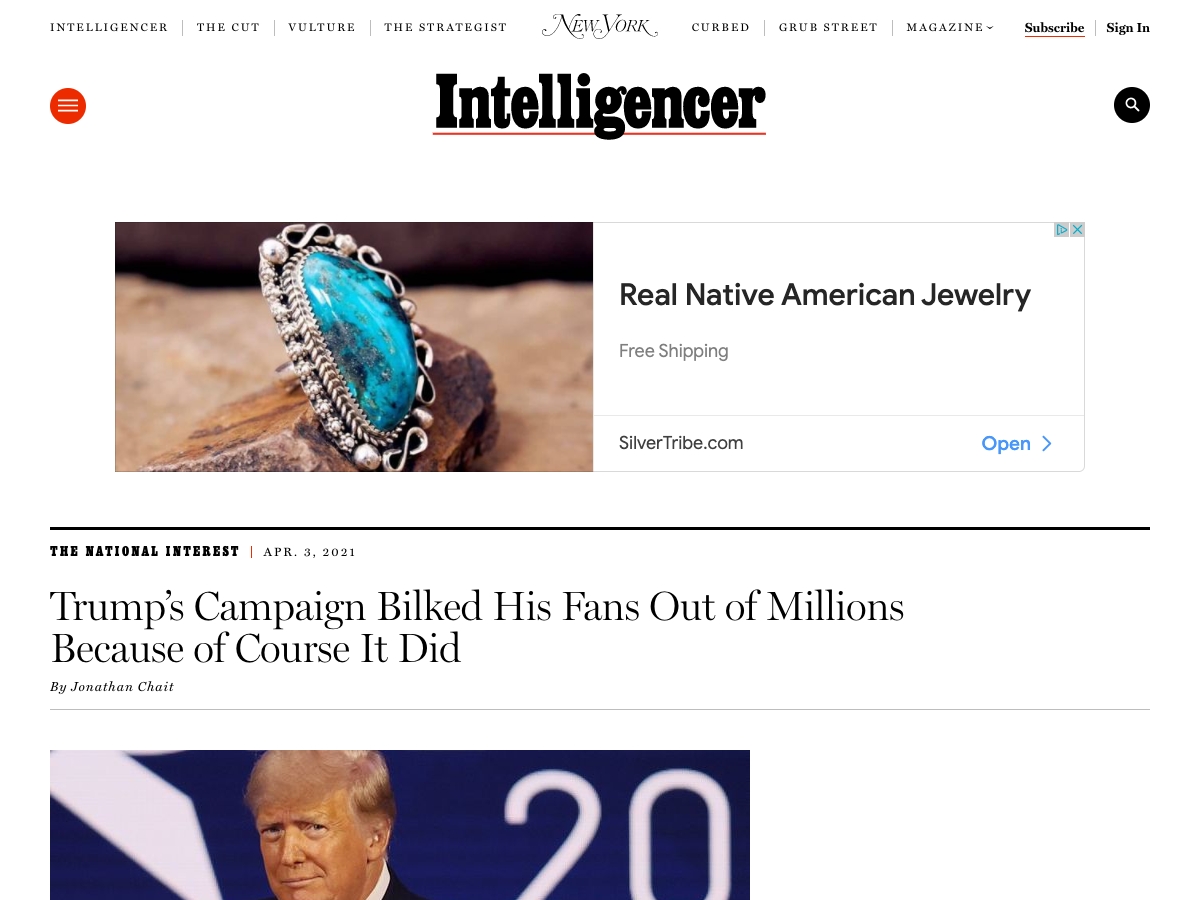 INTELLIGENCER
THE CUT
VULTURE
THE STRATEGIST
NEW YORK
CURBED
GRUB STREET
MAGAZINE
Subscribe
Sign In
Intelligencer
Real Native American Jewelry
Free Shipping
SilverTribe.com
Open
THE NATIONAL INTEREST | APR. 3, 2021
Trump’s Campaign Bilked His Fans Out of Millions
Because of Course It Did
By Jonathan Chait
20